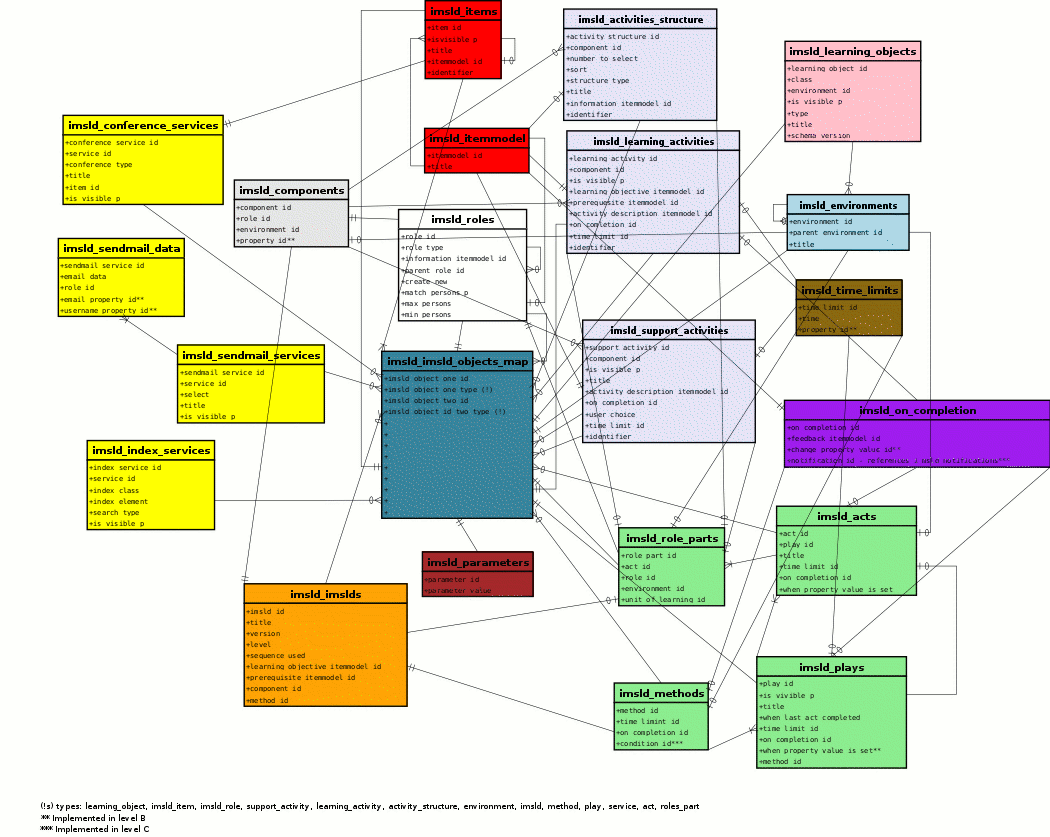 imsld_items
+item id
+isvisible p
+title
+itemmodel id
+identifier
imsld_activities_structure
+activity structure id
+component id
+number to select
+sort
+structure type
+title
+information itemmodel id
+identifier
imsld_learning_objects
+learning object id
+class
+environment id
+is visible p
+type
+title
+schema version
imsld_conference_services
+conference service id
+service id
+conference type
+title
+item id
+is visible p
imsld_itemmodel
+itemmodel id
+title
imsld_learning_activities
+learning activity id
+component id
+is visible p
+learning objective itemmodel id
+prerequisite itemmodel id
+activity description itemmodel id
+on completion id
+time limit id
+identifier
imsld_components
+component id
+role id
+environment id
+property id**
imsld_environments
+environment id
+parent environment id
+title
imsld_roles
+role id
+role type
+information itemmodel id
+parent role id
+create new
+match persons p
+max persons
+min persons
imsld_sendmail_data
+sendmail service id
+email data
+role id
+email property id**
+username property id**
imsld_time_limits
+time limit id
+time
+property id**
imsld_support_activities
+support activity id
+component id
+is visible p
+title
+activity description itemmodel id
+on completion id
+user choice
+time limit id
+identifier
imsld_sendmail_services
+sendmail service id
+service id
+select
+title
+is visible p
imsld_imsld_objects_map
+imsld object one id
+imsld object one type (!)
+imsld object two id
+imsld object id two type (!)
+
+
+
+
+
+
+
+
+
imsld_on_completion
+on completion id
+feedback itemmodel id
+change property value id**
imsld_index_services
+index service id
+service id
+index class
+index element
+search type
+is visible p
imsld_acts
+act id
+play id
+title
+time limit id
+on completion id
+when property value is set
imsld_role_parts
+role part id
+act id
+role id
+environment id
+unit of learning id
imsld_parameters
+parameter id
+parameter value
imsld_imslds
+imsld id
+title
+version
+level
+sequence used
+learning objective itemmodel id
+prerequisite itemmodel id
+component id
+method id
imsld_plays
+play id
+is vivible p
+title
+when last act completed
+time limit id
+on completion id
+when property value is set**
+method id
imsld_methods
+method id
+time limint id
+on completion id
+condition id***
(!s) types: learning_object, imsld_item, imsld_role, support_activity, learning_activity, activity_structure, environment, imsld, method, play, service, act, roles_part
** Implemented in level B
*** Implemented in level C